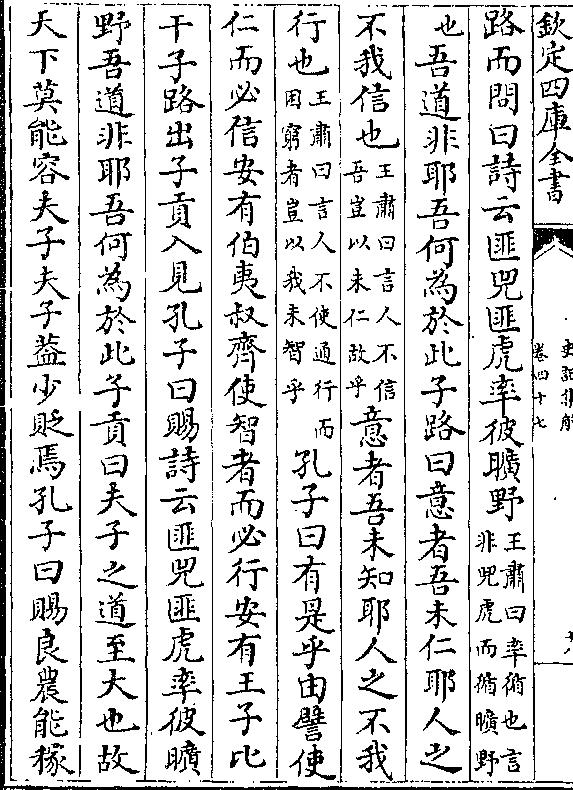 欽定四庫全書
史記集解
卷四十七
路而問曰詩云匪兕匪虎率彼曠野王肅曰率循也言非兕虎而循曠野
也吾道非耶吾何為於此子路曰意者吾未仁耶人之
不我信也王肅曰言人不信吾豈以未仁故乎意者吾未知耶人之不我
行也王肅曰言人不使通行而困窮者豈以我未智乎孔子曰有是乎由譬使
仁而必信安有伯夷叔齊使智者而必行安有王子比
干子路出子貢入見孔子曰賜詩云匪兕匪虎率彼曠
野吾道非耶吾何為於此子貢曰夫子之道至大也故
天下莫能容夫子夫子葢少貶焉孔子曰賜良農能稼